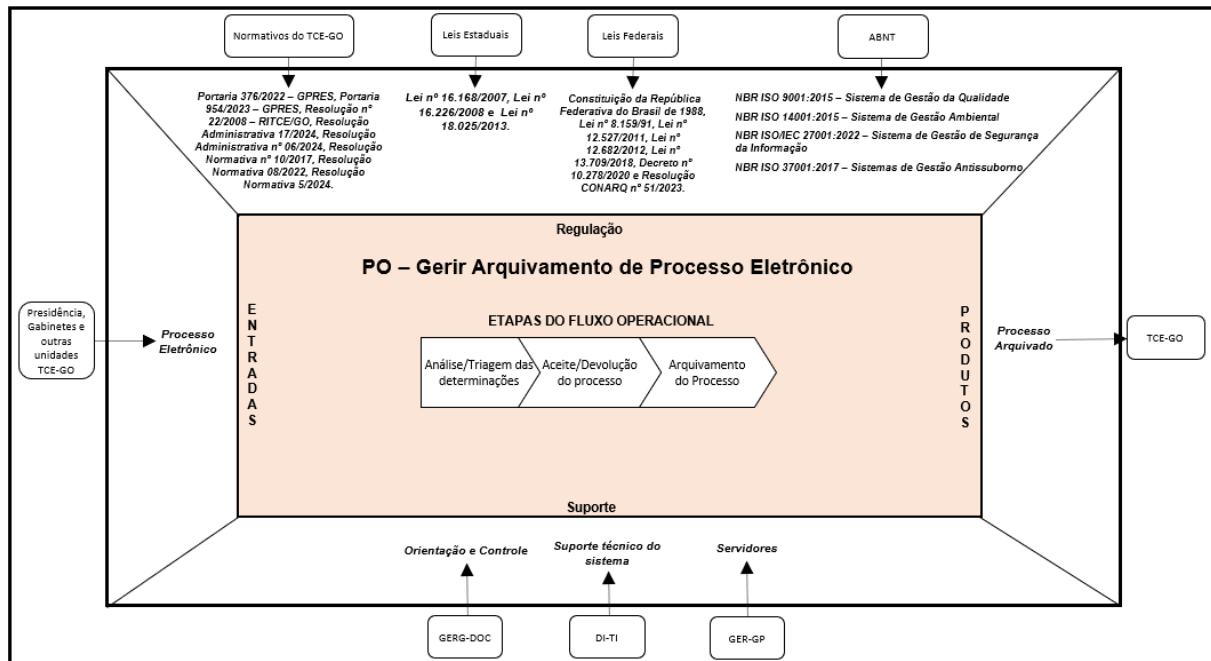 Normativos do TCE-GO
Leis Estaduais
Leis Federais
ABNT
Portaria 376/2022 – GPRES, Portaria
954/2023 – GPRES, Resolução nº
22/2008 – RITCE/GO, Resolução
Administrativa 17/2024, Resolução
Administrativa nº 06/2024, Resolução
Normativa nº 10/2017, Resolução
Normativa 08/2022, Resolução
Normativa 5/2024.
Lei nº 16.168/2007, Lei nº
16.226/2008 e Lei nº
18.025/2013.
Constituição da República
Federativa do Brasil de 1988,
Lei nº 8.159/91, Lei nº
12.527/2011, Lei nº
12.682/2012, Lei nº
13.709/2018, Decreto nº
10.278/2020 e Resolução
CONARQ nº 51/2023.
NBR ISO 9001:2015 – Sistema de Gestão da Qualidade
NBR ISO 14001:2015 – Sistema de Gestão Ambiental
NBR ISO/IEC 27001:2022 – Sistema de Gestão de Segurança
da Informação
NBR ISO 37001:2017 – Sistemas de Gestão Antissuborno
Regulação
PO – Gerir Arquivamento de Processo Eletrônico
Presidência,
Gabinetes e
outras
unidades
TCE-GO
Processo
Eletrônico
ENTRADAS
ETAPAS DO FLUXO OPERACIONAL
Análise/Triagem das
determinações
Aceite/Devolução
do processo
Arquivamento
do Processo
PRODUTOS
Processo
Arquivado
TCE-GO
Suporte
Orientação e Controle
Suporte técnico do
sistema
Servidores
GERG-DOC
DI-TI
GER-GP